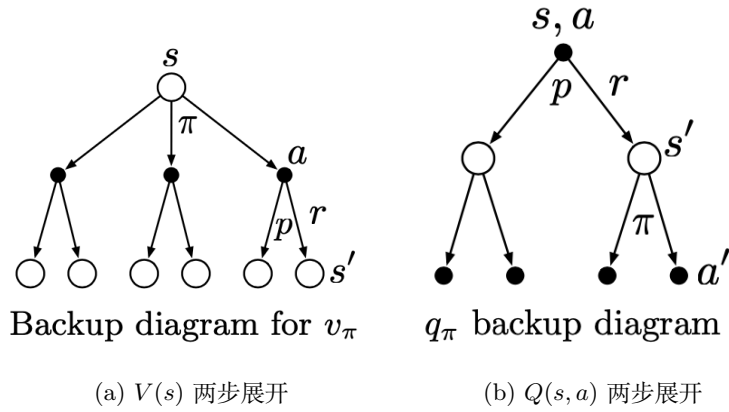 s
π
a
p
r
s′
Backup diagram for vπ
(a) V(s) 两步展开
s, a
p
r
s′
π
a′
qπ backup diagram
(b) Q(s, a) 两步展开